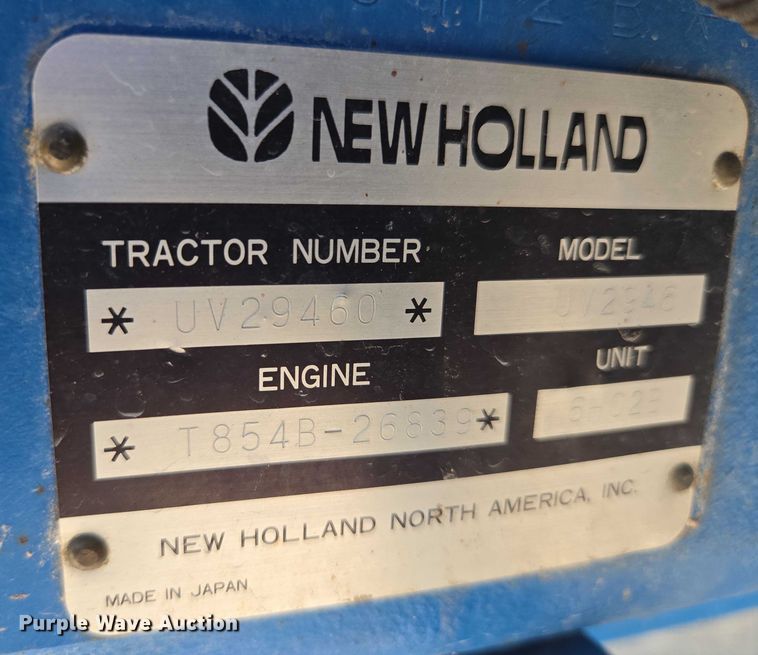 NEW HOLLAND
TRACTOR NUMBER MODEL
* UV29460 *
ENGINE UNIT
* T854B-26839 *
NEW HOLLAND NORTH AMERICA, INC.
MADE IN JAPAN
Purple Wave Auction